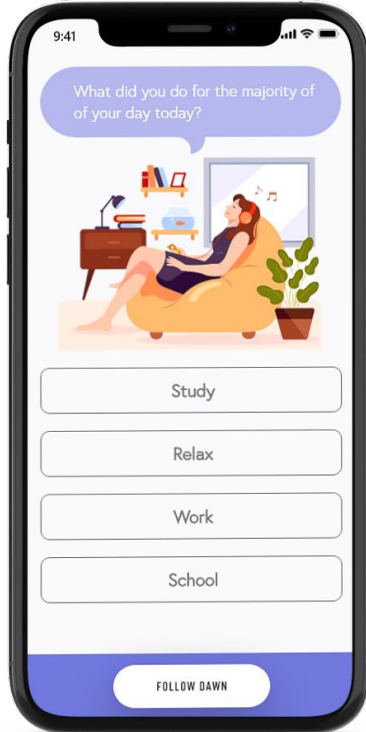 9:41
What did you do for the majority of
of your day today?
Study
Relax
Work
School
FOLLOW DAWN